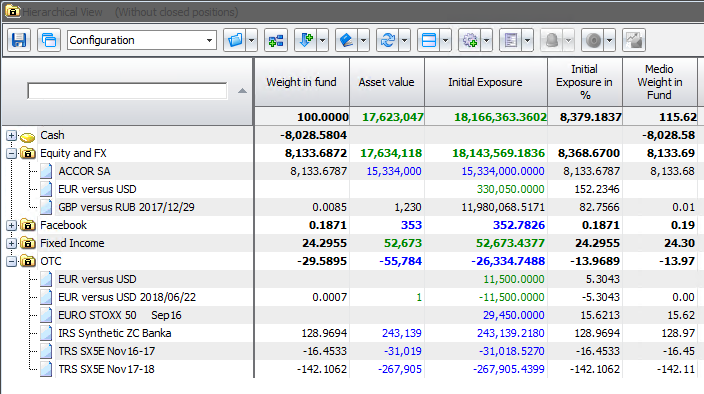 Hierarchical View (Without closed positions)
Configuration
Weight in fund Asset value Initial Exposure Initial Exposure in % Medio Weight in Fund
100.0000 17,623,047 18,166,363.3602 8,379.1837 115.62
Cash -8,028.5804 -8,028.58
Equity and FX 8,133.6872 17,634,118 18,143,569.1836 8,368.6700 8,133.69
ACCOR SA 8,133.6787 15,334,000 15,334,000.0000 8,133.6787 8,133.68
EUR versus USD 330,050.0000 152.2346
GBP versus RUB 2017/12/29 0.0085 1,230 11,980,068.5171 82.7566 0.01
Facebook 0.1871 353 352.7826 0.1871 0.19
Fixed Income 24.2955 52,673 52,673.4377 24.2955 24.30
OTC -29.5895 -55,784 -26,334.7488 -13.9689 -13.97
EUR versus USD 11,500.0000 5.3043
EUR versus USD 2018/06/22 0.0007 1 -11,500.0000 -5.3043 0.00
EURO STOXX 50 Sep16 29,450.0000 15.6213 15.62
IRS Synthetic ZC Banka 128.9694 243,139 243,139.2180 128.9694 128.97
TRS SX5E Nov16-17 -16.4533 -31,019 -31,018.5270 -16.4533 -16.45
TRS SX5E Nov17-18 -142.1062 -267,905 -267,905.4399 -142.1062 -142.11